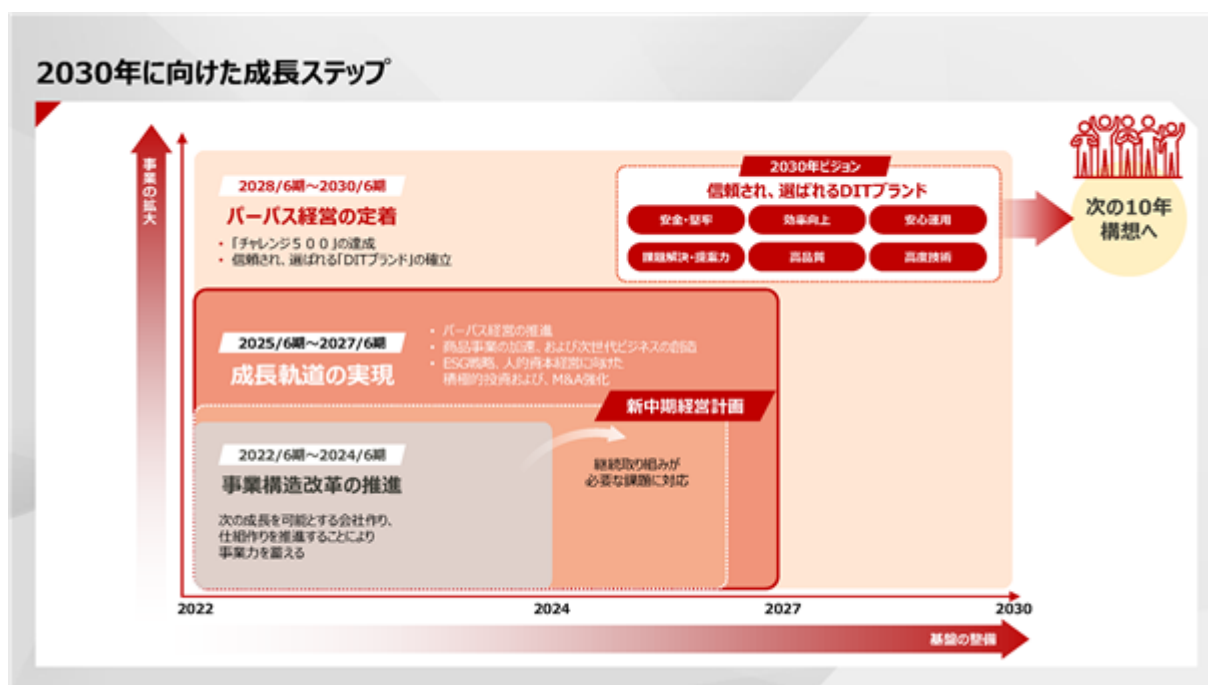 2030年に向けた成長ステップ
事業の拡大
2028/6期~2030/6期
パーパス経営の定着
• 「チャレンジ500」の達成
• 信頼され、選ばれる「DITブランド」の確立
2030年ビジョン
信頼され、選ばれるDITブランド
安全・堅牢
効率向上
安心運用
課題解決・提案力
高品質
高度技術
次の10年
構想へ
2025/6期~2027/6期
成長軌道の実現
• パーパス経営の推進
• 商品事業の加速、および次世代ビジネスの創造
• ESG戦略、人的資本経営に向けた
積極的投資および、M&A強化
新中期経営計画
2022/6期~2024/6期
事業構造改革の推進
次の成長を可能とする会社作り、
仕組作りを推進することにより
事業力を蓄える
継続取り組みが
必要な課題に対応
2022
2024
2027
2030
基盤の整備